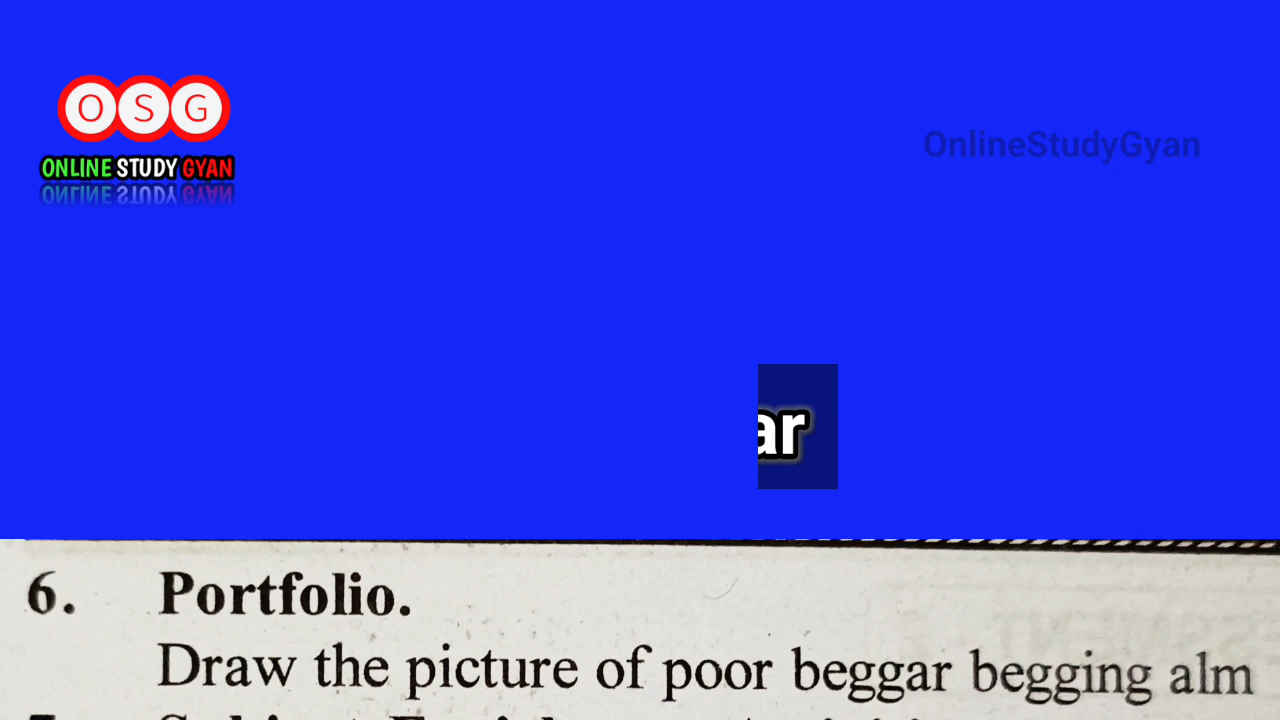 OSG
ONLINE STUDY GYAN
OnlineStudyGyan
ar
6. Portfolio.
Draw the picture of poor beggar begging alm